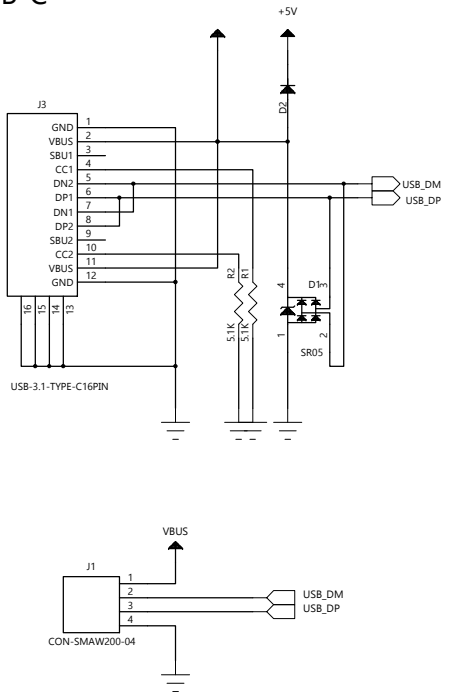 +5V
D2
J3
GND 1
VBUS 2
SBU1 3
CC1 4
DN2 5
DP1 6
DN1 7
DP2 8
SBU2 9
CC2 10
VBUS 11
GND 12
16 15 14 13
USB-3.1-TYPE-C16PIN
USB_DM
USB_DP
R2 R1
5.1K 5.1K
4 D1 3
1 2
SR05
VBUS
J1
1
2 USB_DM
3 USB_DP
4
CON-SMAW200-04